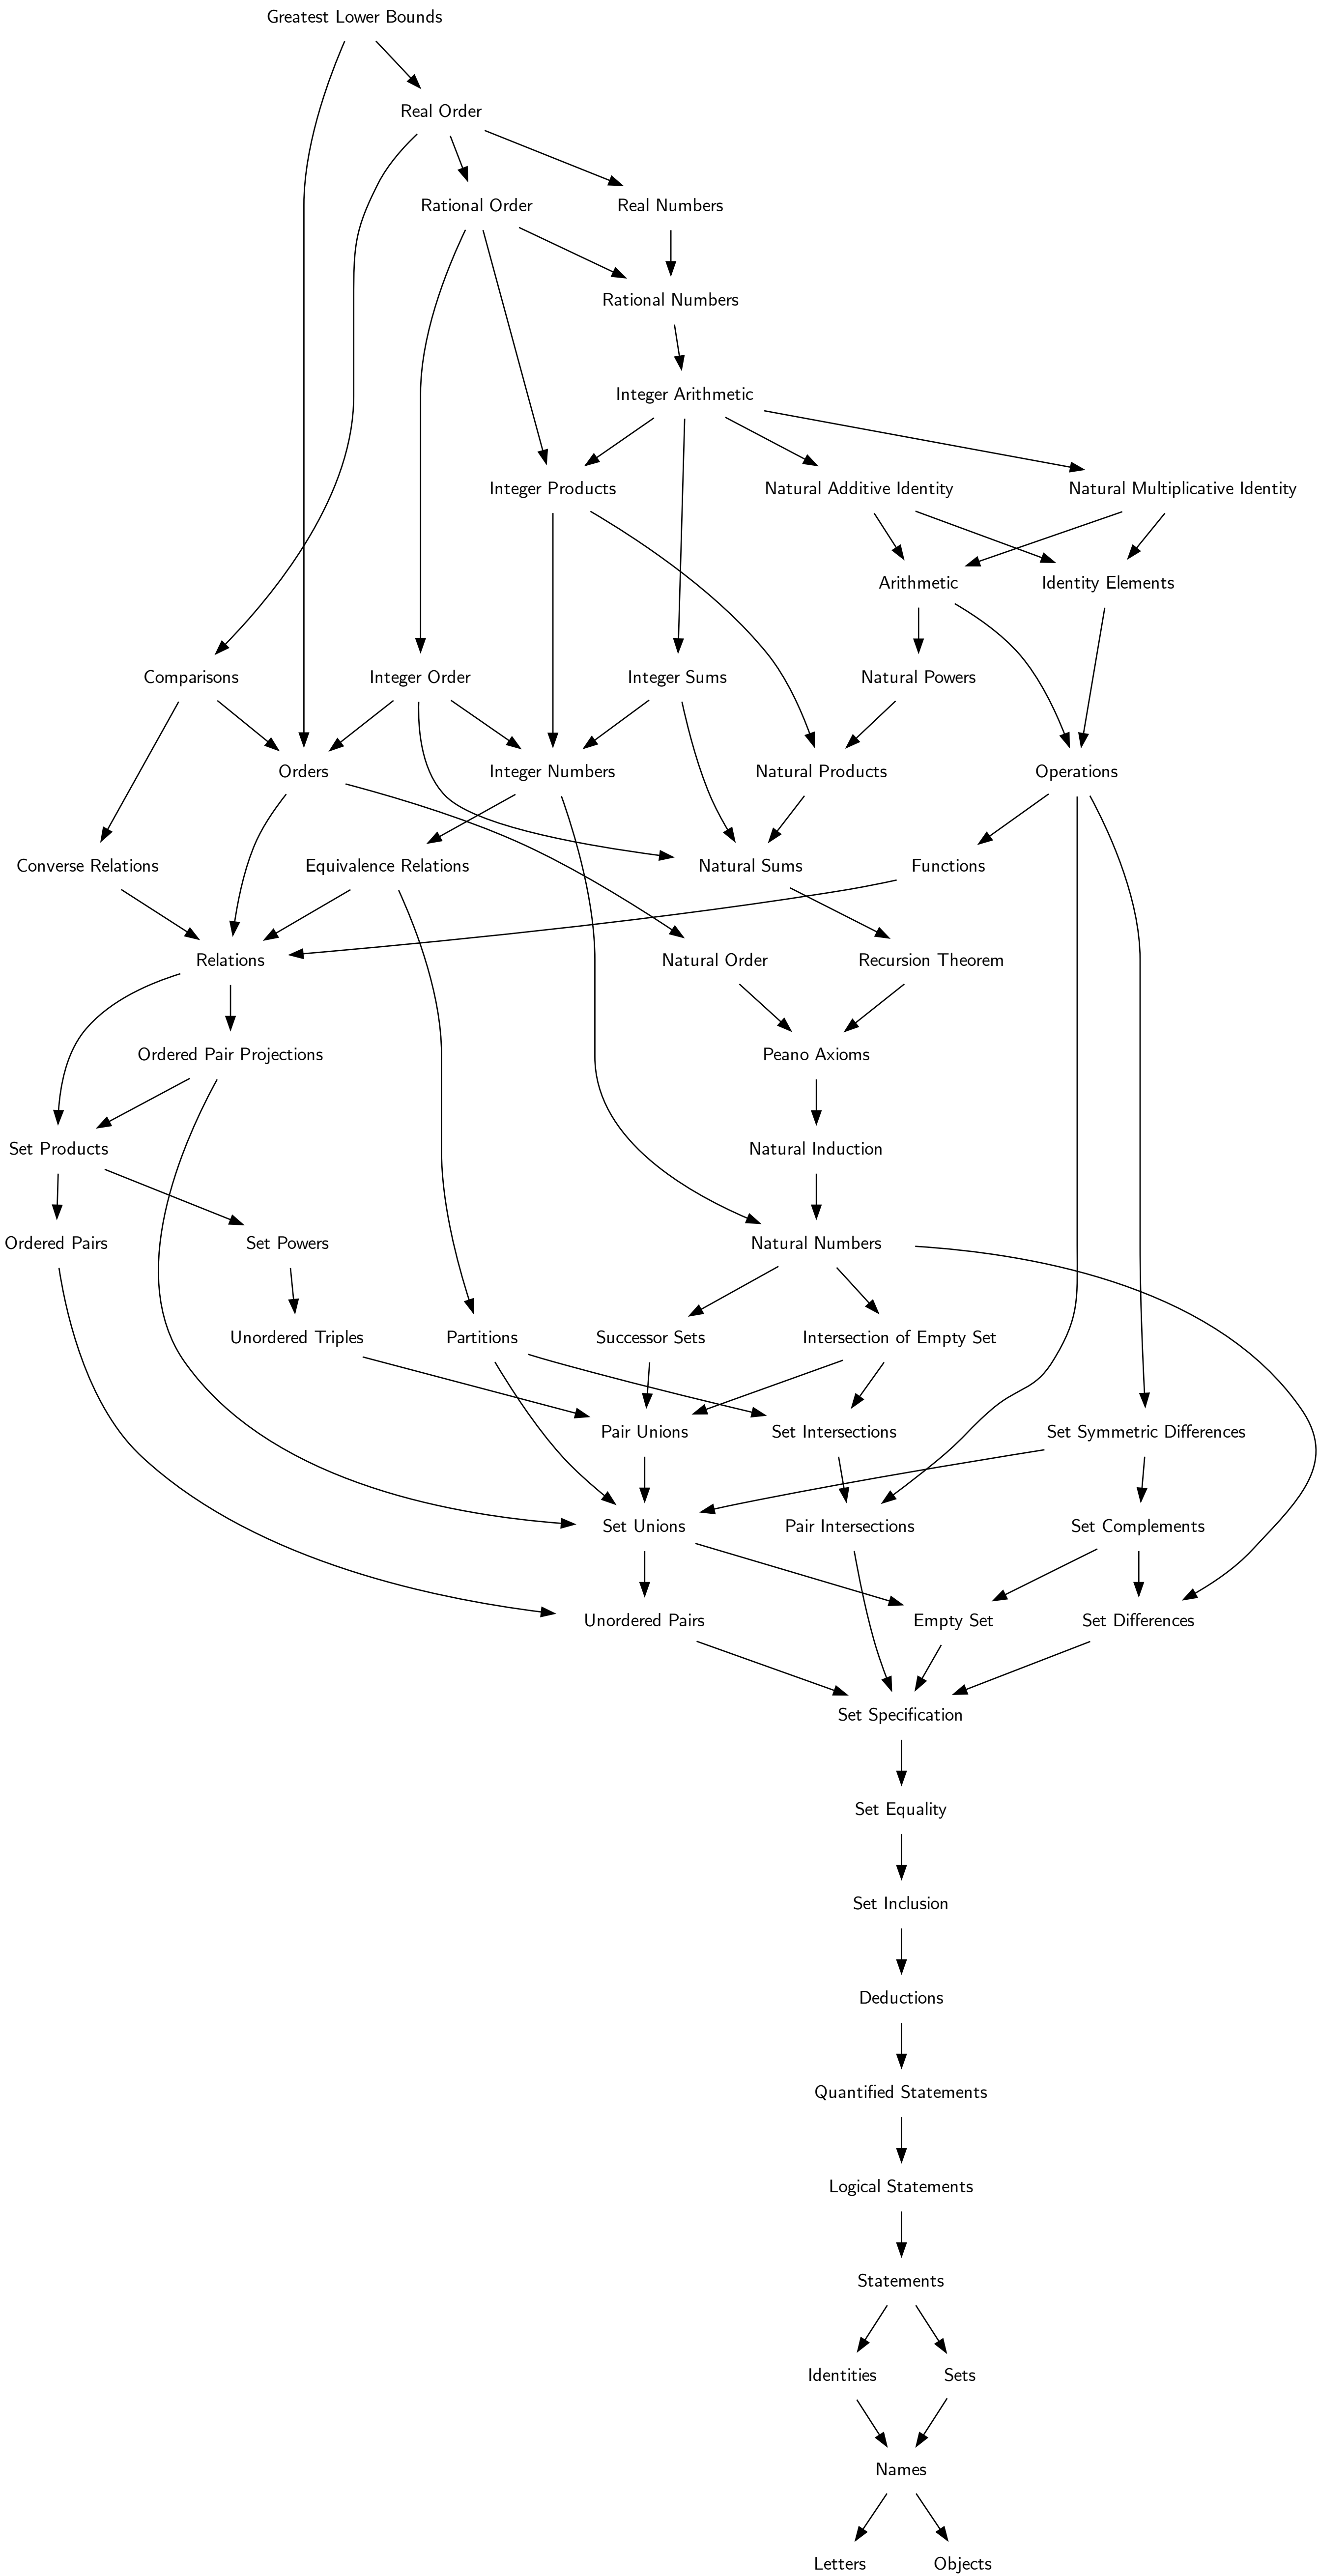 Greatest Lower Bounds
Real Order
Rational Order
Real Numbers
Rational Numbers
Integer Arithmetic
Integer Products
Natural Additive Identity
Natural Multiplicative Identity
Arithmetic
Identity Elements
Comparisons
Integer Order
Integer Sums
Natural Powers
Orders
Integer Numbers
Natural Products
Operations
Converse Relations
Equivalence Relations
Natural Sums
Functions
Relations
Natural Order
Recursion Theorem
Ordered Pair Projections
Peano Axioms
Set Products
Natural Induction
Ordered Pairs
Set Powers
Natural Numbers
Unordered Triples
Partitions
Successor Sets
Intersection of Empty Set
Pair Unions
Set Intersections
Set Symmetric Differences
Set Unions
Pair Intersections
Set Complements
Unordered Pairs
Empty Set
Set Differences
Set Specification
Set Equality
Set Inclusion
Deductions
Quantified Statements
Logical Statements
Statements
Identities
Sets
Names
Letters
Objects